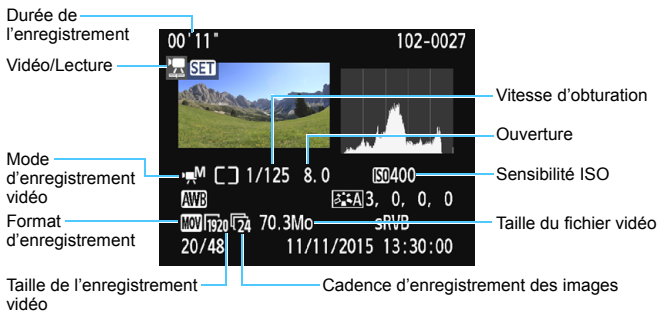 Durée de
l'enregistrement
00'11"
102-0027
Vidéo/Lecture
SET
Vitesse d'obturation
Ouverture
Mode
d'enregistrement
vidéo
M
1/125
8.0
ISO400
Sensibilité ISO
AWB
A 3, 0, 0, 0
Format
d'enregistrement
MOV
1920
24
70.3Mo
sRVB
Taille du fichier vidéo
20/48
11/11/2015 13:30:00
Taille de l'enregistrement
vidéo
Cadence d'enregistrement des images